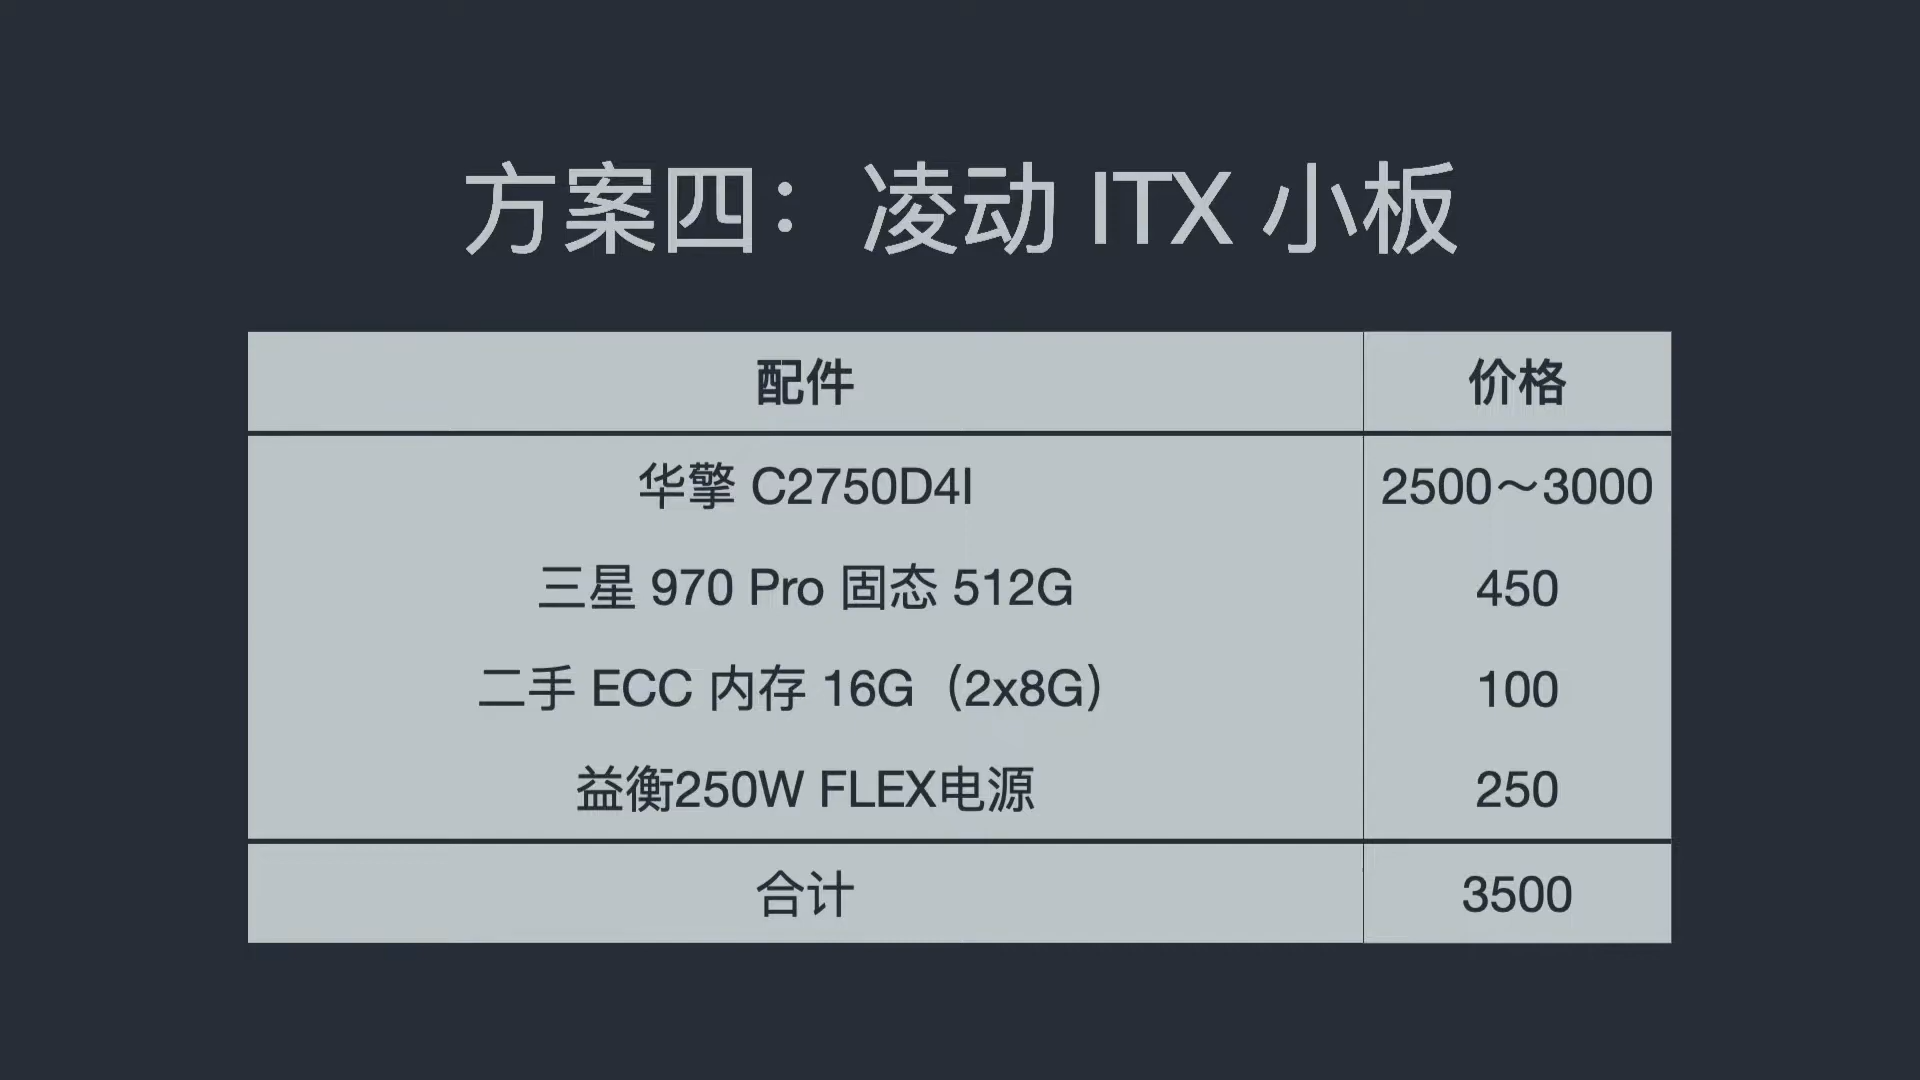 方案四：凌动 ITX 小板
配件 价格
华擎 C2750D4I 2500～3000
三星 970 Pro 固态 512G 450
二手 ECC 内存 16G（2x8G） 100
益衡250W FLEX电源 250
合计 3500